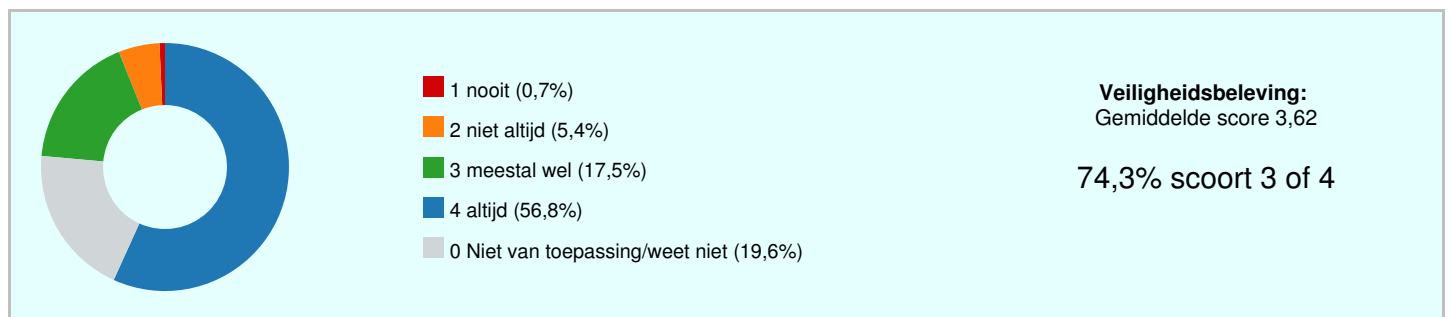 1 nooit (0,7%)
2 niet altijd (5,4%)
3 meestal wel (17,5%)
4 altijd (56,8%)
0 Niet van toepassing/weet niet (19,6%)
Veiligheidsbeleving:
Gemiddelde score 3,62
74,3% scoort 3 of 4